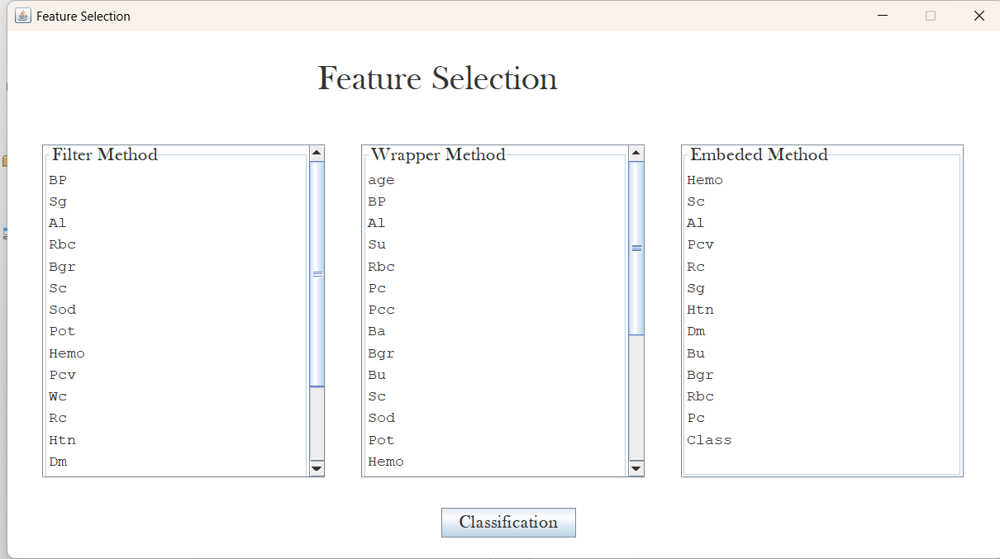 Feature Selection
Feature Selection
Filter Method
BP
Sg
Al
Rbc
Bgr
Sc
Sod
Pot
Hemo
Pcv
Wc
Rc
Htn
Dm
Wrapper Method
age
BP
Al
Su
Rbc
Pc
Pcc
Ba
Bgr
Bu
Sc
Sod
Pot
Hemo
Embeded Method
Hemo
Sc
Al
Pcv
Rc
Sg
Htn
Dm
Bu
Bgr
Rbc
Pc
Class
Classification